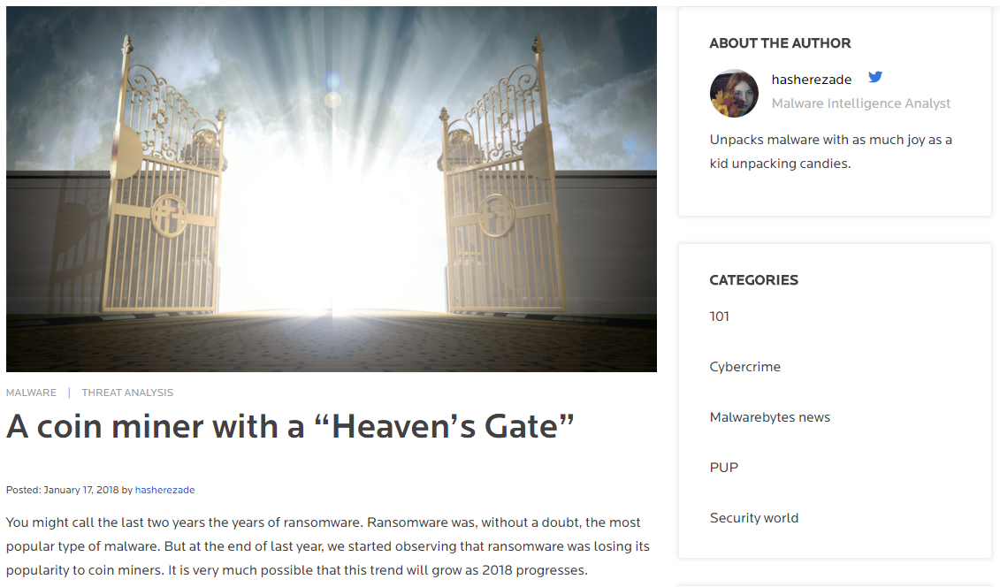 MALWARE | THREAT ANALYSIS
A coin miner with a “Heaven’s Gate”
Posted: January 17, 2018 by hasherezade
You might call the last two years the years of ransomware. Ransomware was, without a doubt, the most
popular type of malware. But at the end of last year, we started observing that ransomware was losing its
popularity to coin miners. It is very much possible that this trend will grow as 2018 progresses.
ABOUT THE AUTHOR
hasherezade
Malware Intelligence Analyst
Unpacks malware with as much joy as a
kid unpacking candies.
CATEGORIES
101
Cybercrime
Malwarebytes news
PUP
Security world